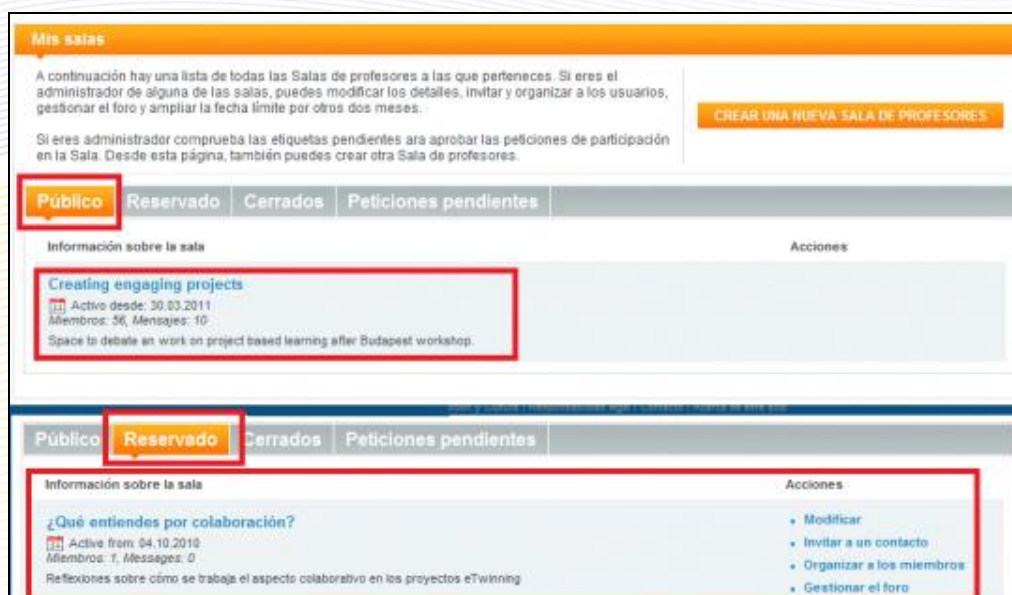 Mis salas
A continuación hay una lista de todas las Salas de profesores a las que perteneces. Si eres el
administrador de alguna de las salas, puedes modificar los detalles, invitar y organizar a los usuarios,
gestionar el foro y ampliar la fecha límite por otros dos meses.
Si eres administrador comprueba las etiquetas pendientes ara aprobar las peticiones de participación
en la Sala. Desde esta página, también puedes crear otra Sala de profesores.
CREAR UNA NUEVA SALA DE PROFESORES
Público Reservado Cerrados Peticiones pendientes
Información sobre la sala Acciones
Creating engaging projects
Activo desde: 30.03.2011
Miembros: 56, Mensajes: 10
Space to debate an work on project based learning after Budapest workshop.
Público Reservado Cerrados Peticiones pendientes
Información sobre la sala Acciones
¿Qué entiendes por colaboración?
Active from: 04.10.2010
Miembros: 1, Messages: 0
Reflexiones sobre cómo se trabaja el aspecto colaborativo en los proyectos eTwinning
Modificar
Invitar a un contacto
Organizar a los miembros
Gestionar el foro